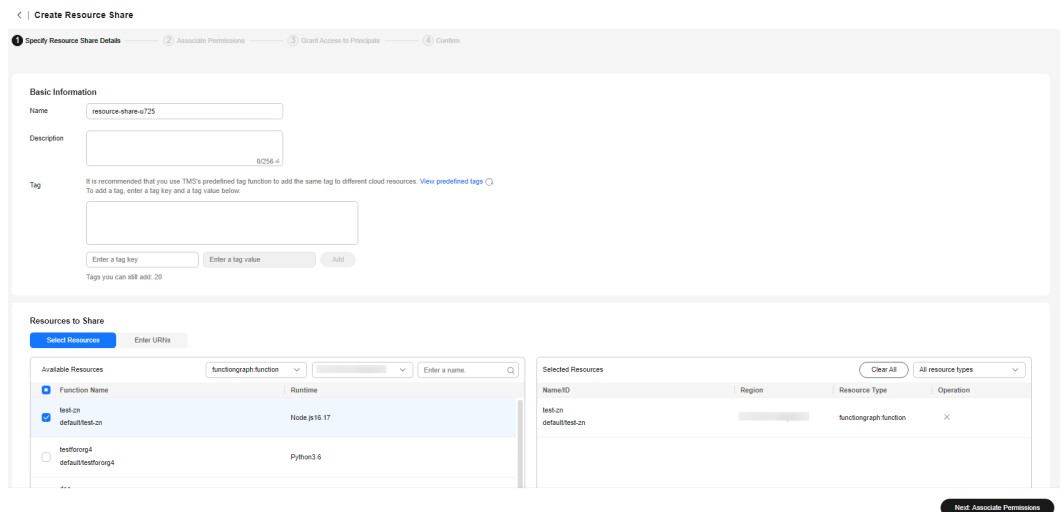 Create Resource Share
1 Specify Resource Share Details 2 Associate Permissions 3 Grant Access to Principals 4 Confirm
Basic Information
Name resource-share-u725
Description
0/256
Tag It is recommended that you use TMS's predefined tag function to add the same tag to different cloud resources. View predefined tags
To add a tag, enter a tag key and a tag value below.
Enter a tag key Enter a tag value Add
Tags you can still add: 20
Resources to Share
Select Resources Enter URNs
Available Resources functiongraph:function Enter a name. Selected Resources Clear All All resource types
Function Name Runtime Name/ID Region Resource Type Operation
test-zn
default/test-zn Node.js16.17 test-zn
default/test-zn functiongraph:function
testfororg4
default/testfororg4 Python3.6
Next: Associate Permissions